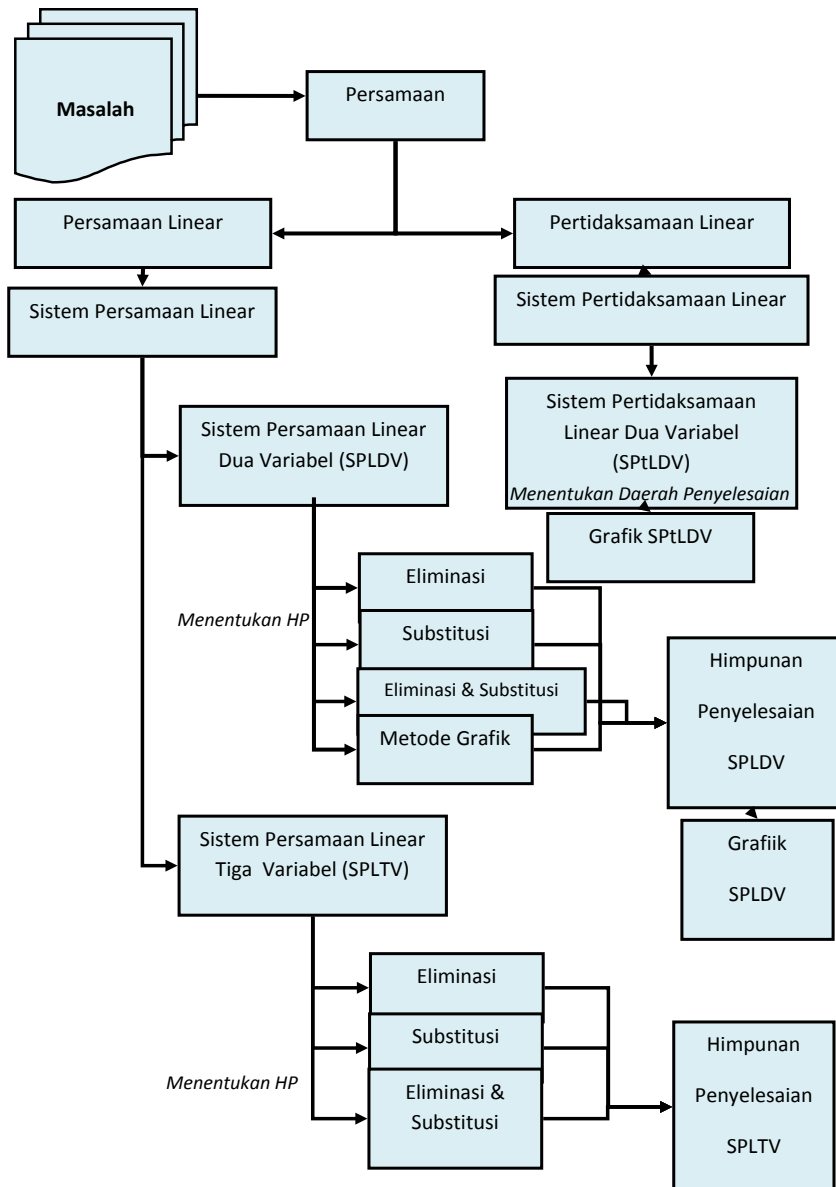 Masalah
Persamaan
Persamaan Linear
Pertidaksamaan Linear
Sistem Persamaan Linear
Sistem Pertidaksamaan Linear
Sistem Persamaan Linear
Dua Variabel (SPLDV)
Sistem Pertidaksamaan
Linear Dua Variabel
(SPtLDV)
Menentukan Daerah Penyelesaian
Grafik SPtLDV
Menentukan HP
Eliminasi
Substitusi
Eliminasi & Substitusi
Metode Grafik
Himpunan
Penyelesaian
SPLDV
Grafiik
SPLDV
Sistem Persamaan Linear
Tiga Variabel (SPLTV)
Menentukan HP
Eliminasi
Substitusi
Eliminasi &
Substitusi
Himpunan
Penyelesaian
SPLTV